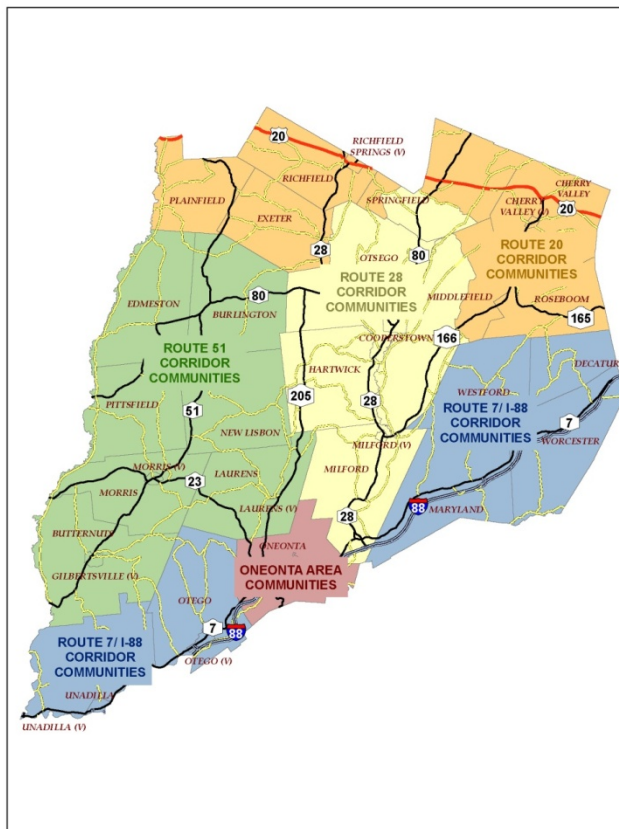 RICHFIELD
SPRINGS (V)
20
RICHFIELD
PLAINFIELD
SPRINGFIELD
CHERRY
VALLEY
CHERRY
VALLEY (V)
20
EXETER
28
OTSEGO
80
ROUTE 20
CORRIDOR
COMMUNITIES
ROUTE 28
CORRIDOR
COMMUNITIES
EDMESTON
80
BURLINGTON
MIDDLEFIELD
ROSEBOOM
165
COOPERSTOWN
166
ROUTE 51
CORRIDOR
COMMUNITIES
HARTWICK
DECATUR
WESTFORD
PITTSFIELD
51
205
28
ROUTE 7/ I-88
CORRIDOR
COMMUNITIES
7
WORCESTER
NEW LISBON
MILFORD (V)
MORRIS (V)
MILFORD
LAURENS
23
MORRIS
LAURENS (V)
88
MARYLAND
28
BUTTERNUTS
ONEONTA
ONEONTA AREA
COMMUNITIES
GILBERTSVILLE (V)
OTEGO
7
88
ROUTE 7/ I-88
CORRIDOR
COMMUNITIES
OTEGO (V)
UNADILLA
UNADILLA (V)